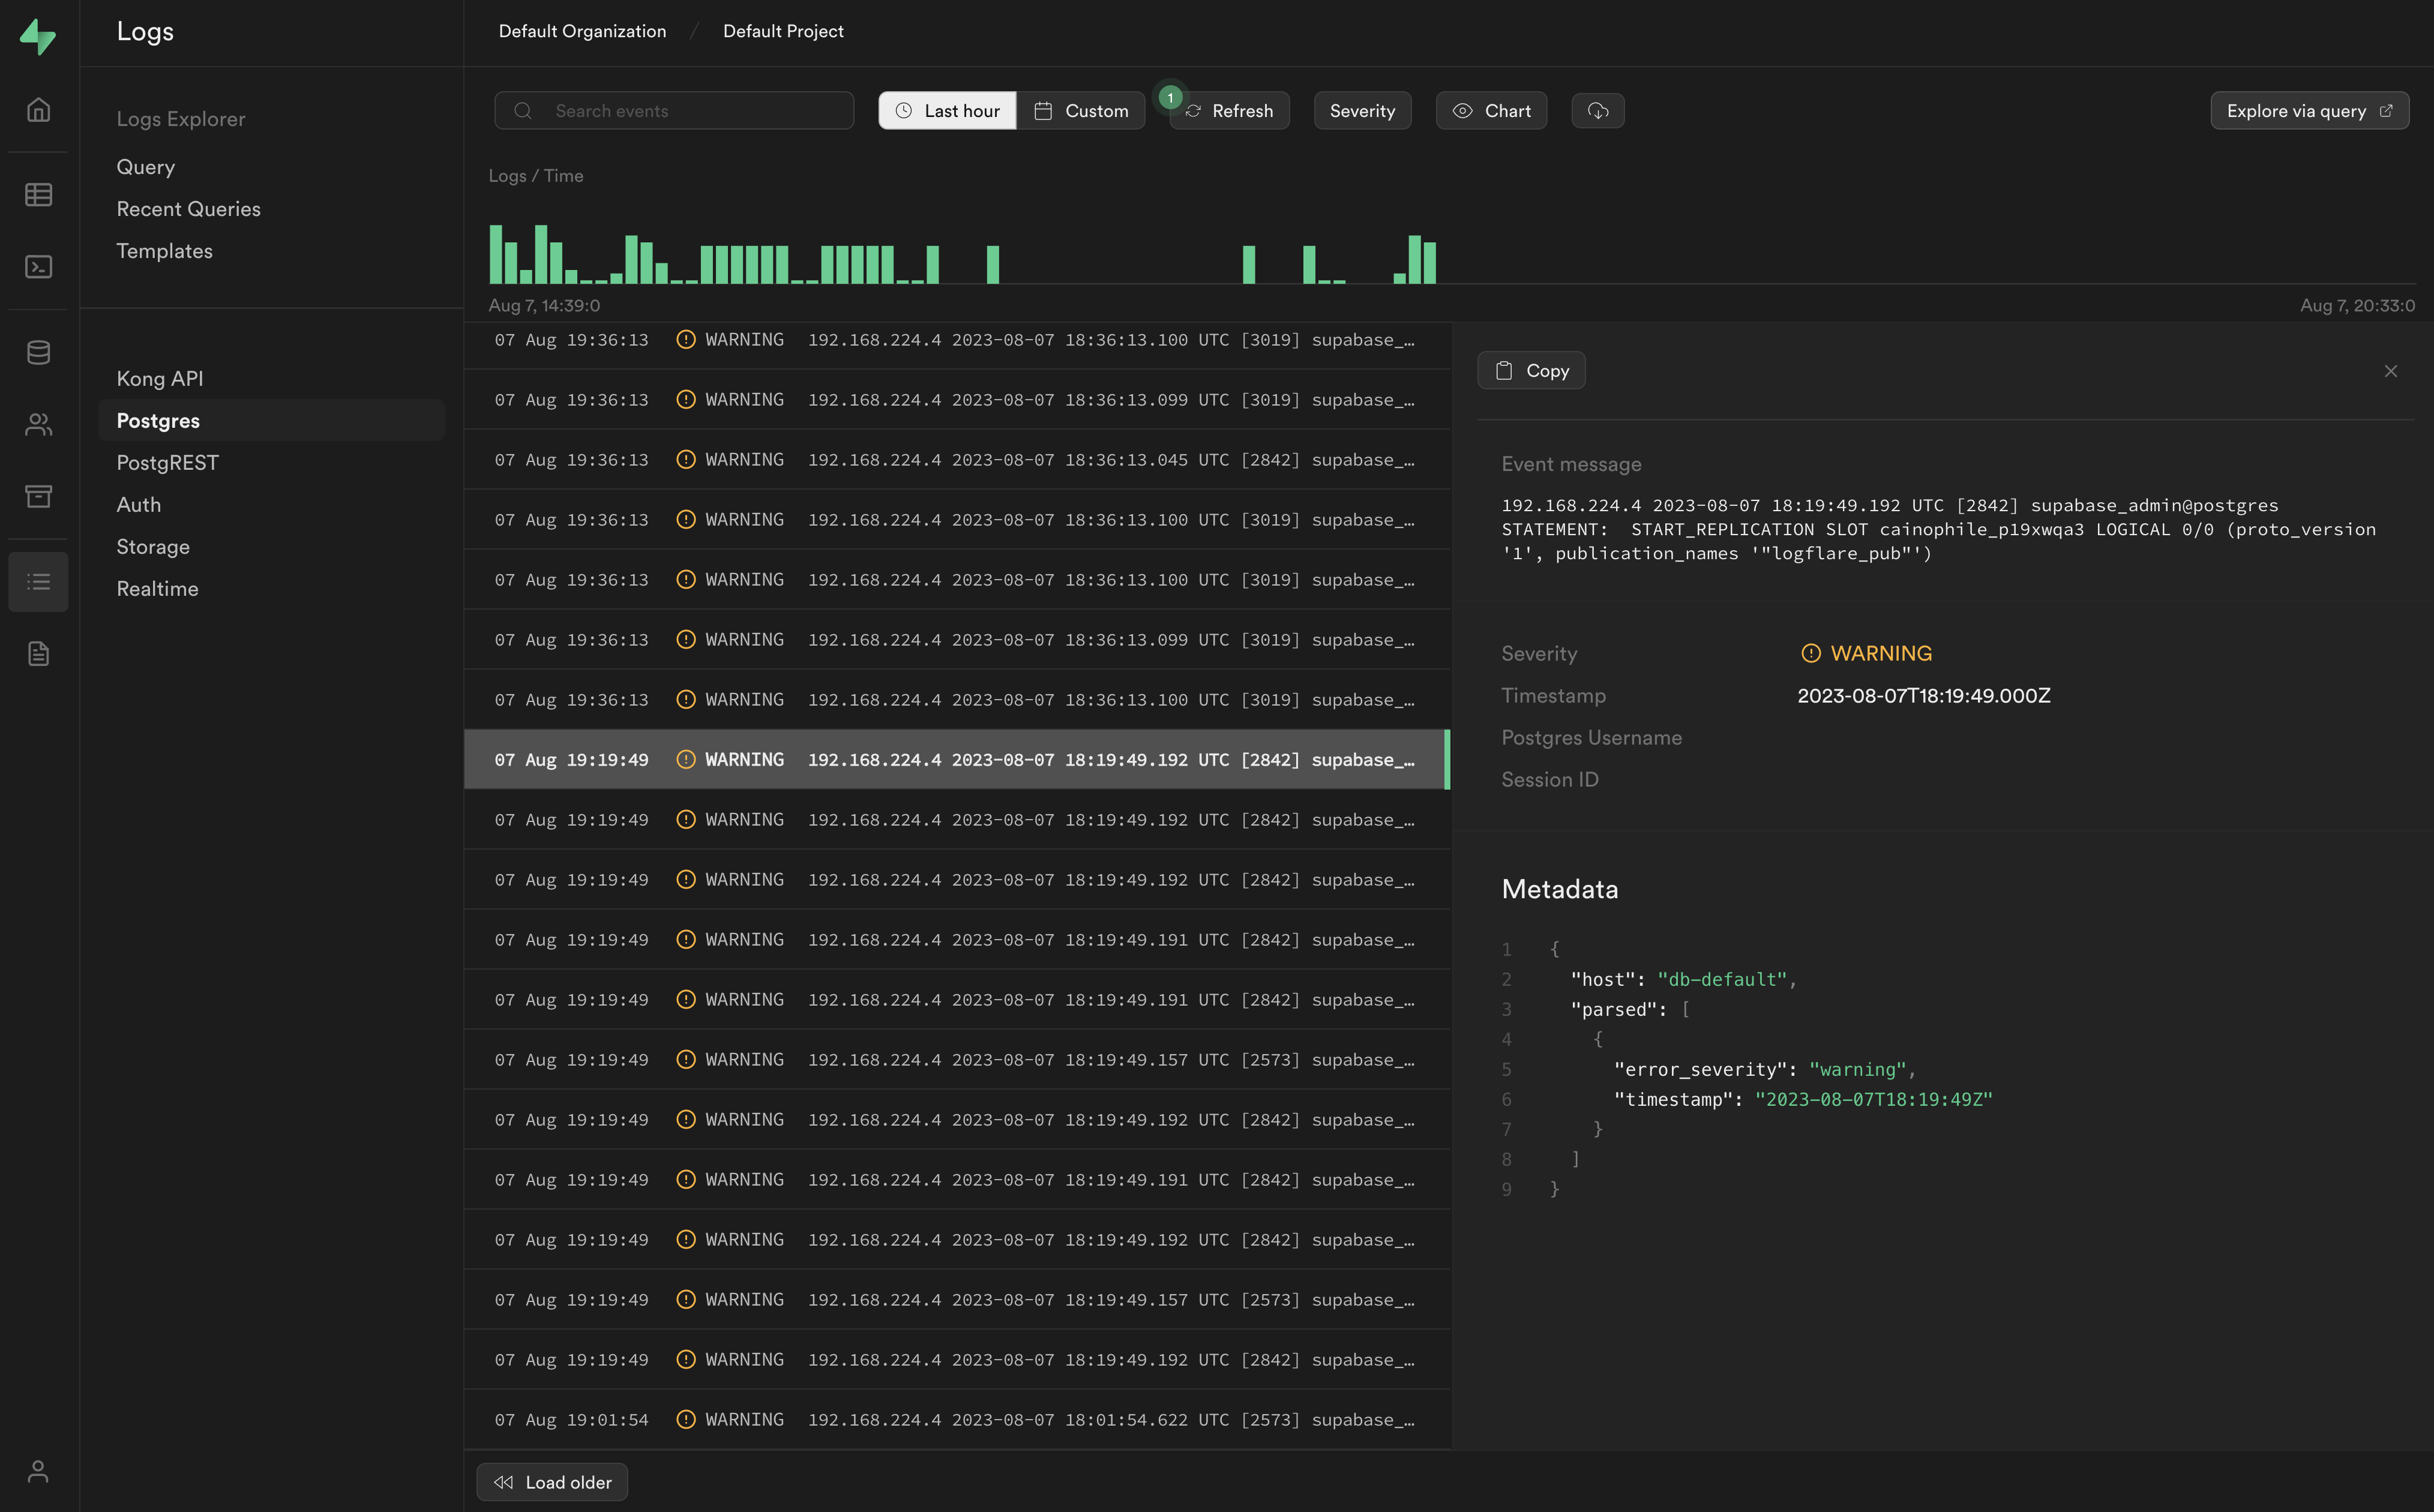 Logs
Default Organization / Default Project
Logs Explorer
Query
Recent Queries
Templates
Kong API
Postgres
PostgREST
Auth
Storage
Realtime
Search events
Last hour
Custom
1
Refresh
Severity
Chart
Explore via query
Logs / Time
Aug 7, 14:39:0
Aug 7, 20:33:0
07 Aug 19:36:13 WARNING 192.168.224.4 2023-08-07 18:36:13.100 UTC [3019] supabase_…
07 Aug 19:36:13 WARNING 192.168.224.4 2023-08-07 18:36:13.099 UTC [3019] supabase_…
07 Aug 19:36:13 WARNING 192.168.224.4 2023-08-07 18:36:13.045 UTC [2842] supabase_…
07 Aug 19:36:13 WARNING 192.168.224.4 2023-08-07 18:36:13.100 UTC [3019] supabase_…
07 Aug 19:36:13 WARNING 192.168.224.4 2023-08-07 18:36:13.100 UTC [3019] supabase_…
07 Aug 19:36:13 WARNING 192.168.224.4 2023-08-07 18:36:13.099 UTC [3019] supabase_…
07 Aug 19:36:13 WARNING 192.168.224.4 2023-08-07 18:36:13.100 UTC [3019] supabase_…
07 Aug 19:19:49 WARNING 192.168.224.4 2023-08-07 18:19:49.192 UTC [2842] supabase_…
07 Aug 19:19:49 WARNING 192.168.224.4 2023-08-07 18:19:49.192 UTC [2842] supabase_…
07 Aug 19:19:49 WARNING 192.168.224.4 2023-08-07 18:19:49.192 UTC [2842] supabase_…
07 Aug 19:19:49 WARNING 192.168.224.4 2023-08-07 18:19:49.191 UTC [2842] supabase_…
07 Aug 19:19:49 WARNING 192.168.224.4 2023-08-07 18:19:49.191 UTC [2842] supabase_…
07 Aug 19:19:49 WARNING 192.168.224.4 2023-08-07 18:19:49.157 UTC [2573] supabase_…
07 Aug 19:19:49 WARNING 192.168.224.4 2023-08-07 18:19:49.192 UTC [2842] supabase_…
07 Aug 19:19:49 WARNING 192.168.224.4 2023-08-07 18:19:49.191 UTC [2842] supabase_…
07 Aug 19:19:49 WARNING 192.168.224.4 2023-08-07 18:19:49.192 UTC [2842] supabase_…
07 Aug 19:19:49 WARNING 192.168.224.4 2023-08-07 18:19:49.157 UTC [2573] supabase_…
07 Aug 19:19:49 WARNING 192.168.224.4 2023-08-07 18:19:49.192 UTC [2842] supabase_…
07 Aug 19:01:54 WARNING 192.168.224.4 2023-08-07 18:01:54.622 UTC [2573] supabase_…
Load older
Copy
Event message
192.168.224.4 2023-08-07 18:19:49.192 UTC [2842] supabase_admin@postgres
STATEMENT:  START_REPLICATION SLOT cainophile_p19xwqa3 LOGICAL 0/0 (proto_version
'1', publication_names '"logflare_pub"')
Severity WARNING
Timestamp 2023-08-07T18:19:49.000Z
Postgres Username
Session ID
Metadata
1 {
2 "host": "db-default",
3 "parsed": [
4 {
5 "error_severity": "warning",
6 "timestamp": "2023-08-07T18:19:49Z"
7 }
8 ]
9 }